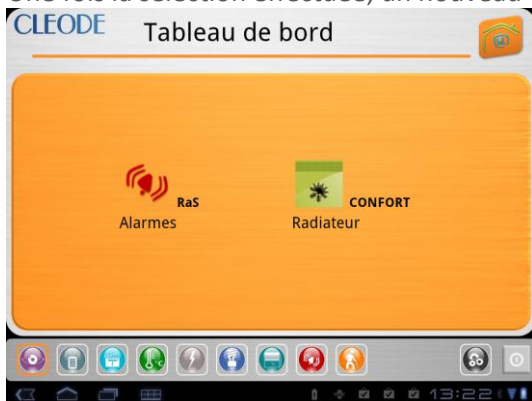 CLEODE
Tableau de bord
RaS
CONFORT
Alarmes
Radiateur
13:22